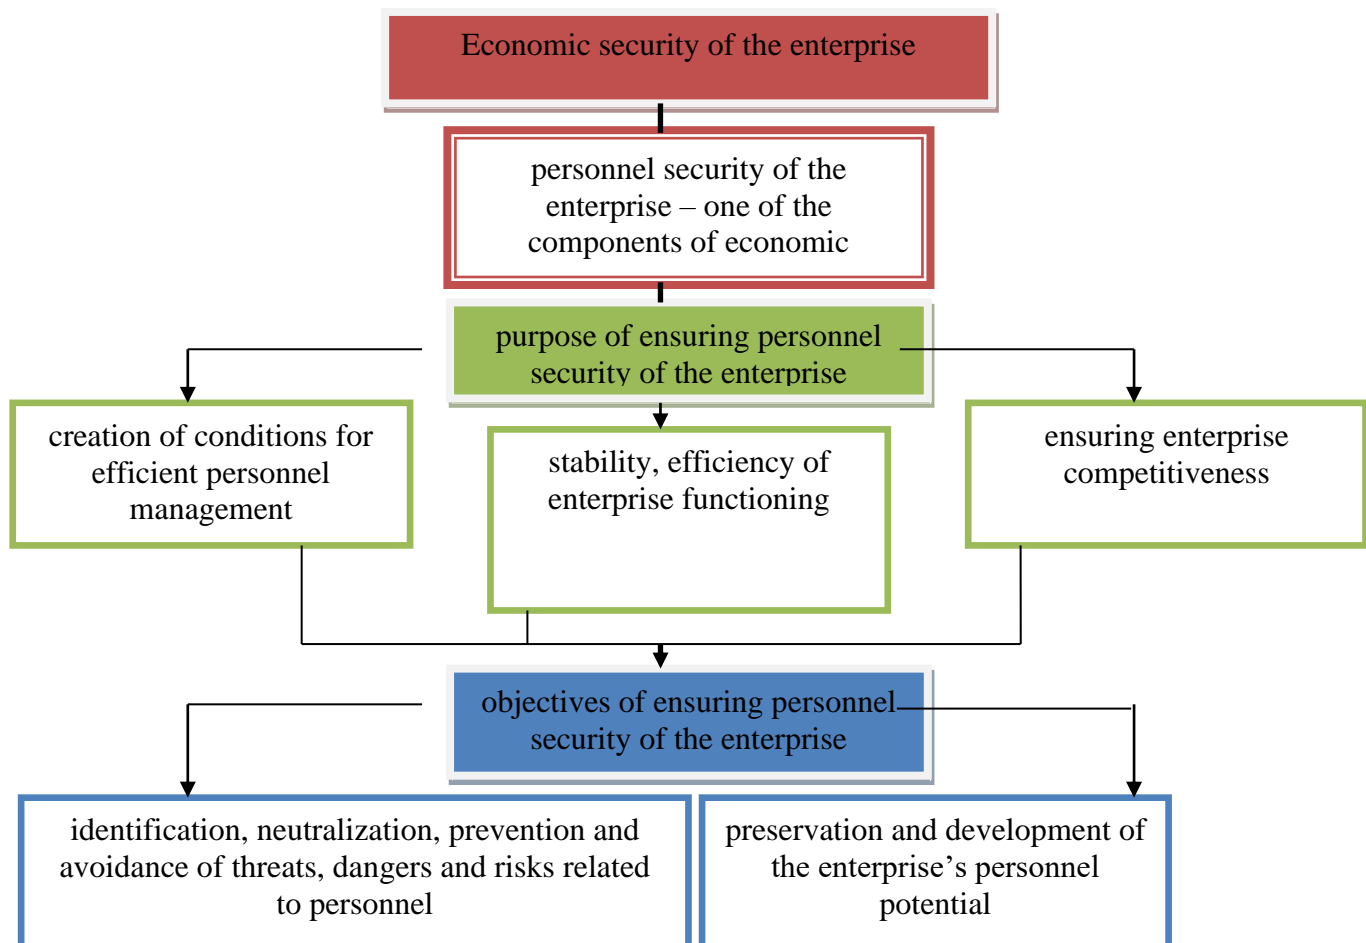 Economic security of the enterprise
personnel security of the
enterprise – one of the
components of economic
purpose of ensuring personnel
security of the enterprise
creation of conditions for
efficient personnel
management
stability, efficiency of
enterprise functioning
ensuring enterprise
competitiveness
objectives of ensuring personnel
security of the enterprise
identification, neutralization, prevention and
avoidance of threats, dangers and risks related
to personnel
preservation and development of
the enterprise’s personnel
potential